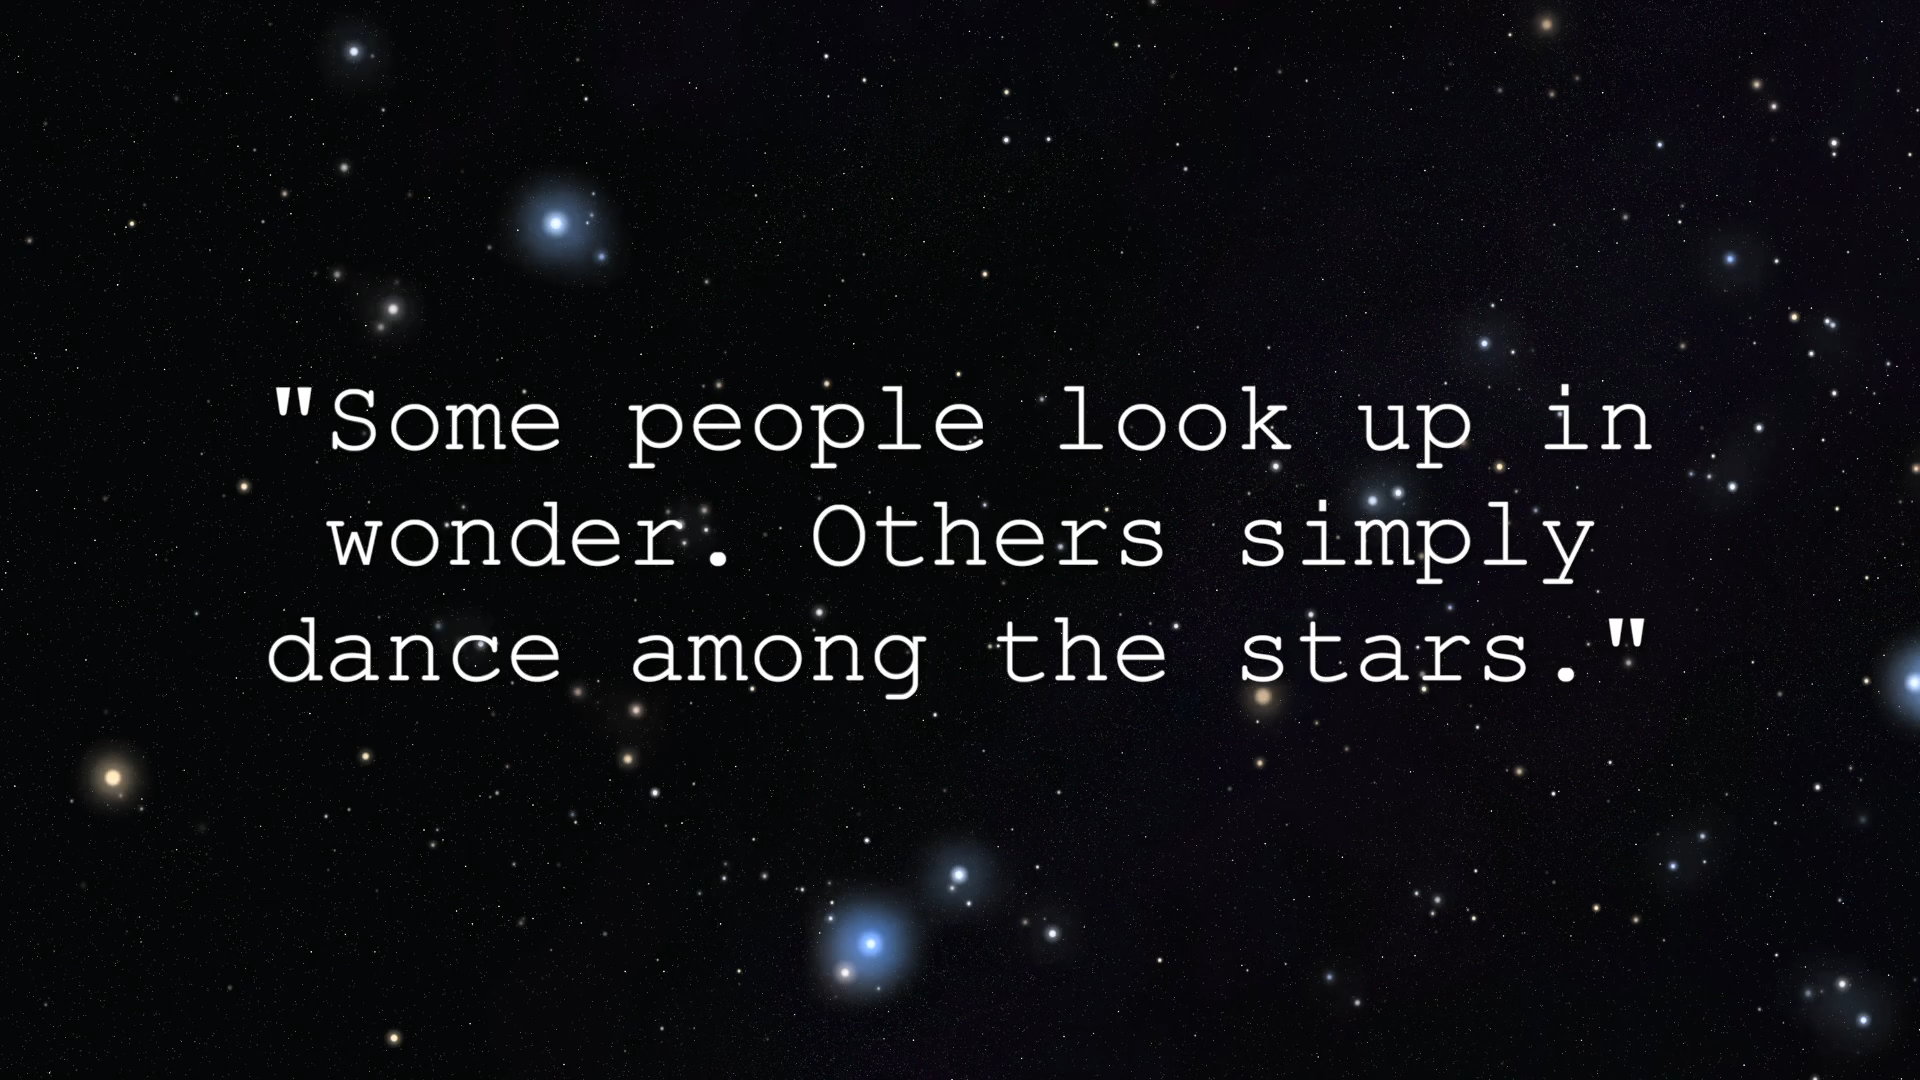 "Some people look up in
wonder. Others simply
dance among the stars."